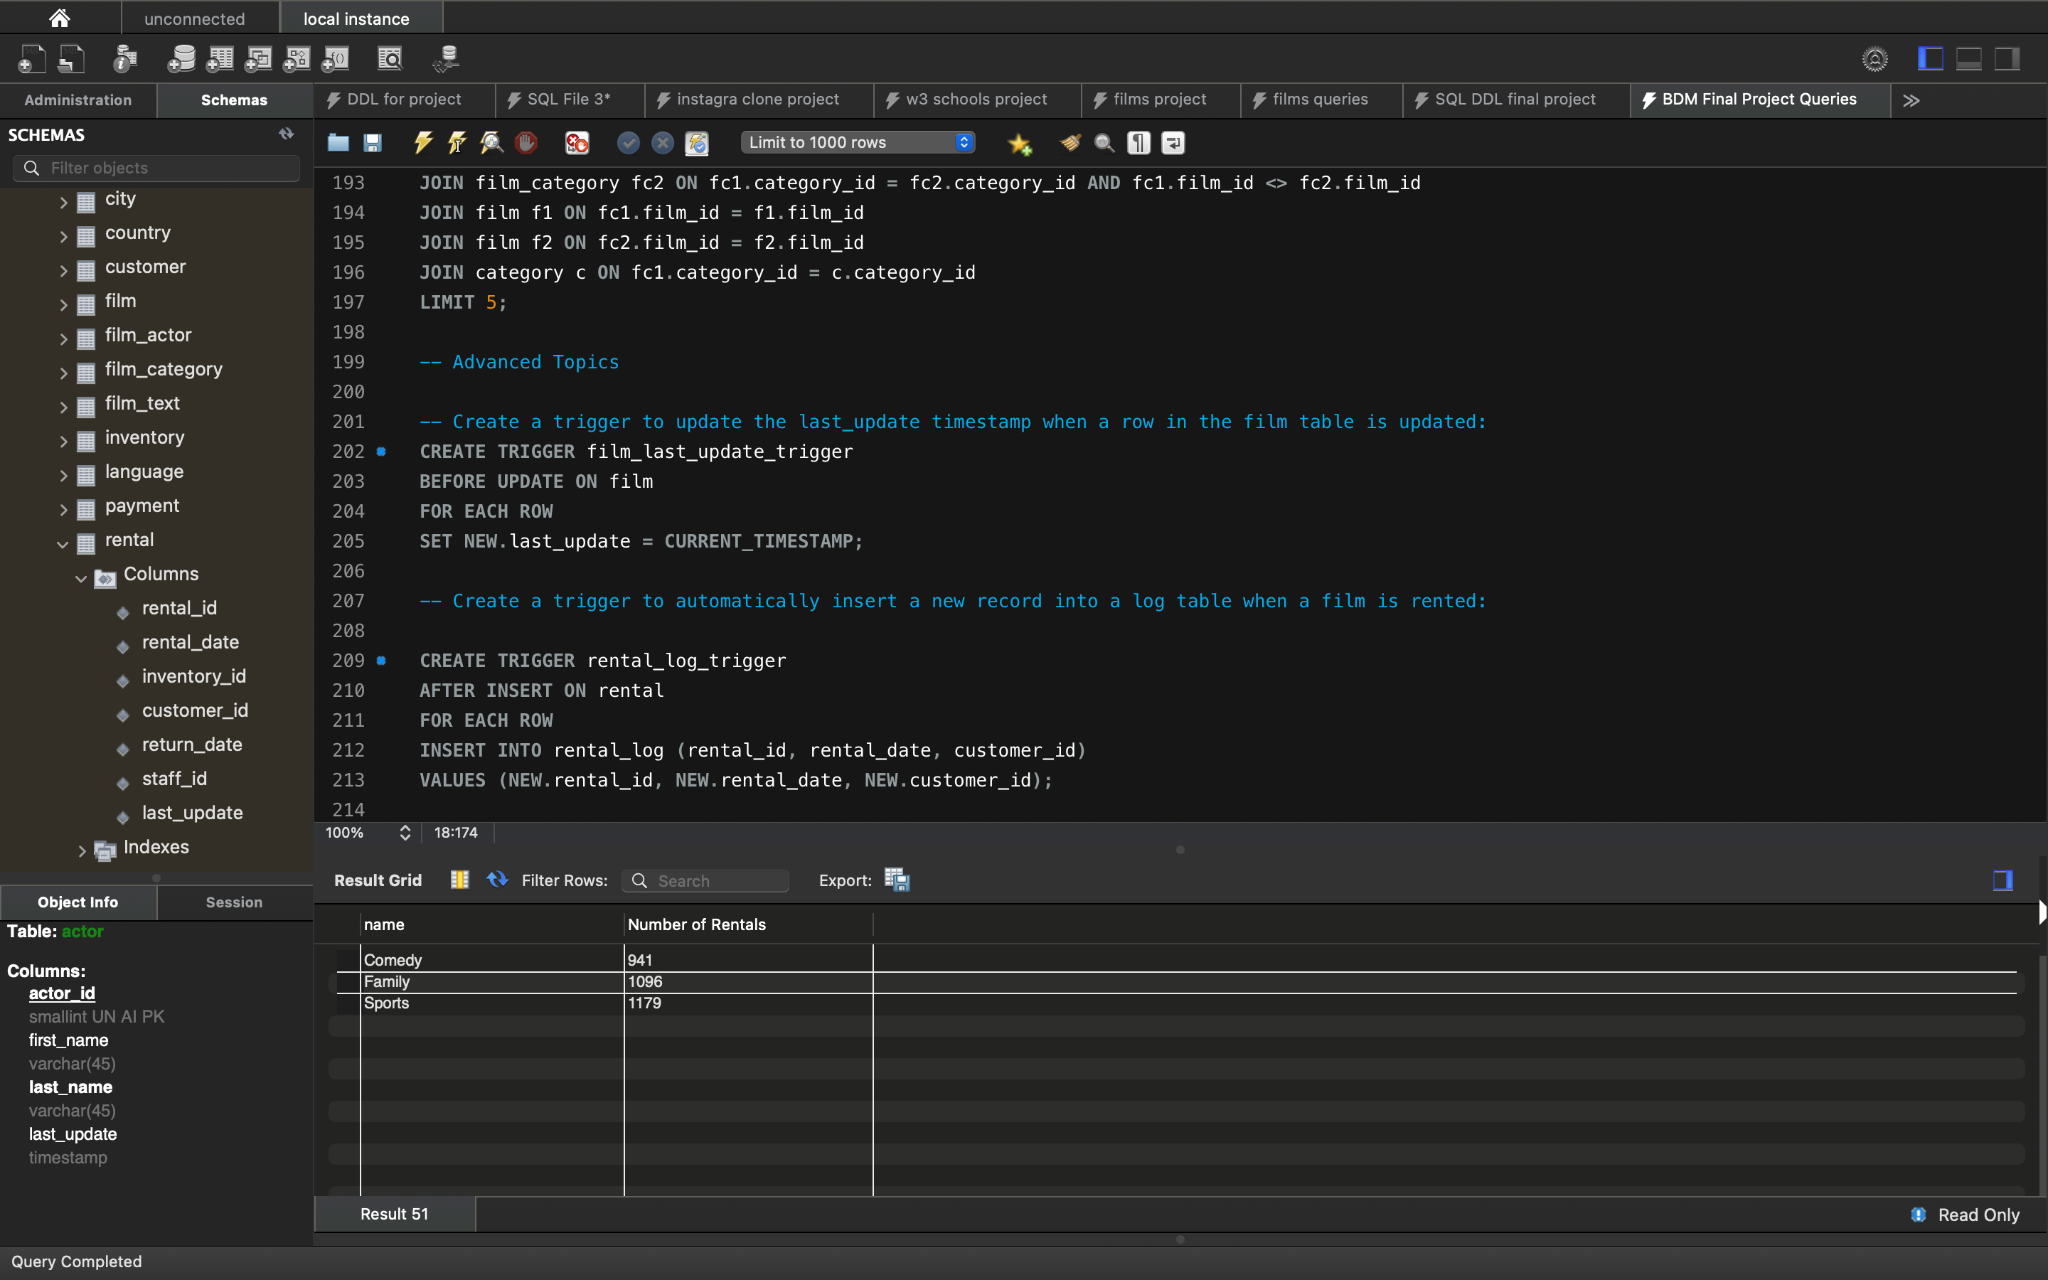 unconnected
local instance
Administration
Schemas
DDL for project
SQL File 3*
instagra clone project
w3 schools project
films project
films queries
SQL DDL final project
BDM Final Project Queries
SCHEMAS
Filter objects
Limit to 1000 rows
city
country
customer
film
film_actor
film_category
film_text
inventory
language
payment
rental
Columns
rental_id
rental_date
inventory_id
customer_id
return_date
staff_id
last_update
Indexes
193 JOIN film_category fc2 ON fc1.category_id = fc2.category_id AND fc1.film_id <> fc2.film_id
194 JOIN film f1 ON fc1.film_id = f1.film_id
195 JOIN film f2 ON fc2.film_id = f2.film_id
196 JOIN category c ON fc1.category_id = c.category_id
197 LIMIT 5;
198
199 -- Advanced Topics
200
201 -- Create a trigger to update the last_update timestamp when a row in the film table is updated:
202 CREATE TRIGGER film_last_update_trigger
203 BEFORE UPDATE ON film
204 FOR EACH ROW
205 SET NEW.last_update = CURRENT_TIMESTAMP;
206
207 -- Create a trigger to automatically insert a new record into a log table when a film is rented:
208
209 CREATE TRIGGER rental_log_trigger
210 AFTER INSERT ON rental
211 FOR EACH ROW
212 INSERT INTO rental_log (rental_id, rental_date, customer_id)
213 VALUES (NEW.rental_id, NEW.rental_date, NEW.customer_id);
214
100%
18:174
Result Grid
Filter Rows:
Search
Export:
name
Number of Rentals
Comedy 941
Family 1096
Sports 1179
Result 51
Read Only
Object Info
Session
Table: actor
Columns:
actor_id
smallint UN AI PK
first_name
varchar(45)
last_name
varchar(45)
last_update
timestamp
Query Completed